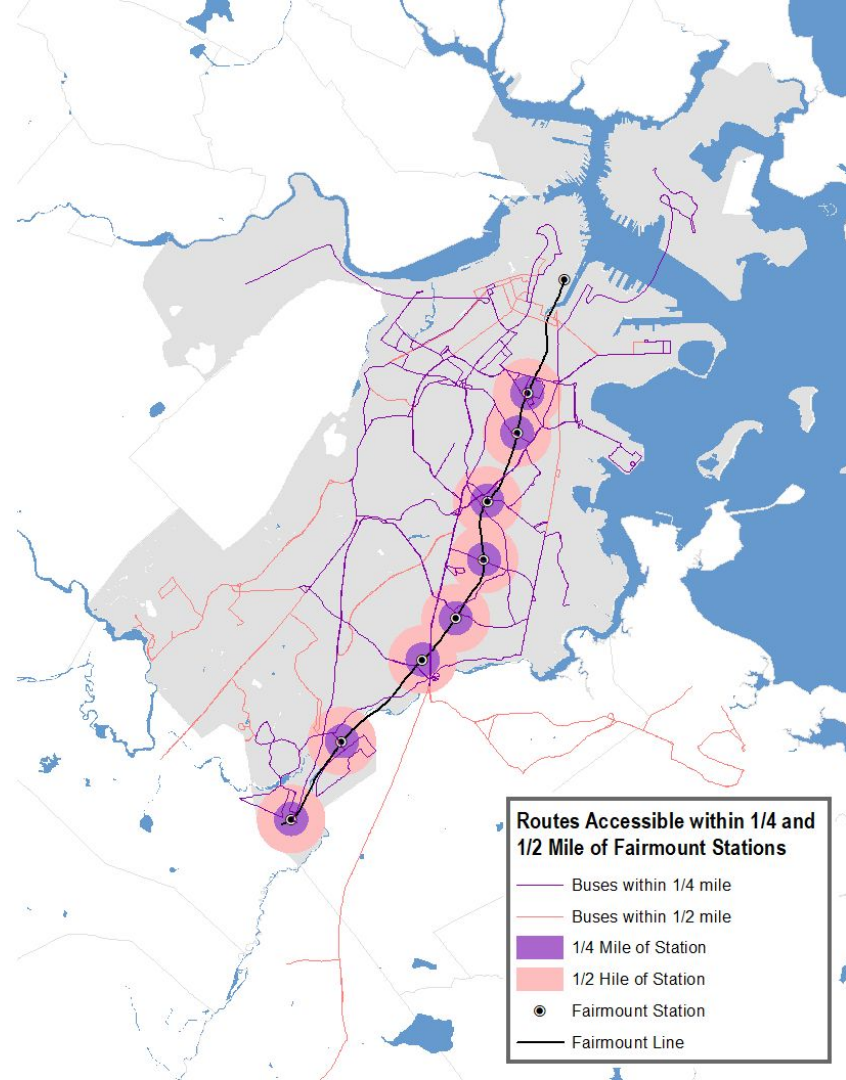 Routes Accessible within 1/4 and
1/2 Mile of Fairmount Stations
Buses within 1/4 mile
Buses within 1/2 mile
1/4 Mile of Station
1/2 Hile of Station
Fairmount Station
Fairmount Line